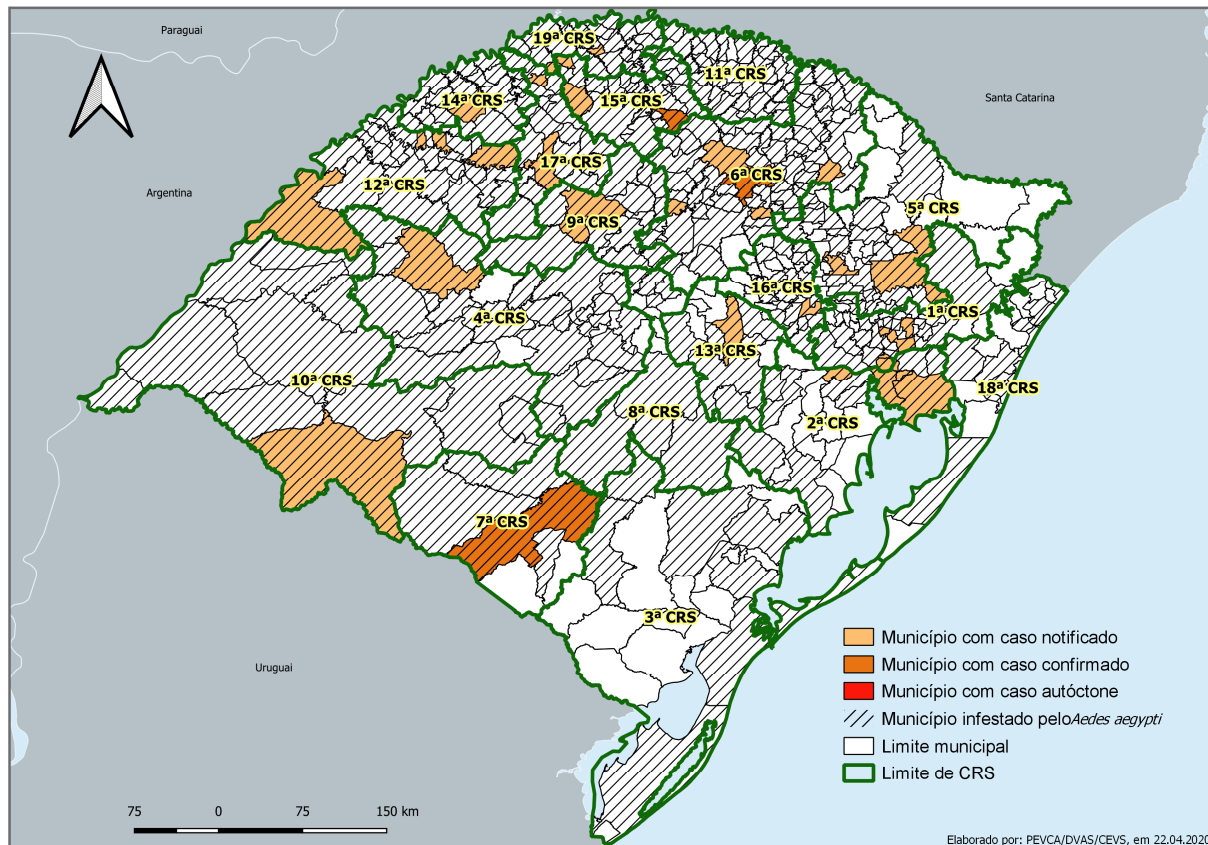 Paraguai
19ª CRS
11ª CRS
Santa Catarina
14ª CRS
15ª CRS
17ª CRS
6ª CRS
12ª CRS
Argentina
9ª CRS
5ª CRS
16ª CRS
1ª CRS
4ª CRS
13ª CRS
10ª CRS
18ª CRS
8ª CRS
2ª CRS
7ª CRS
3ª CRS
Uruguai
Município com caso notificado
Município com caso confirmado
Município com caso autóctone
Município infestado peloAedes aegypti
Limite municipal
Limite de CRS
75 0 75 150 km
Elaborado por: PEVCA/DVAS/CEVS, em 22.04.2020